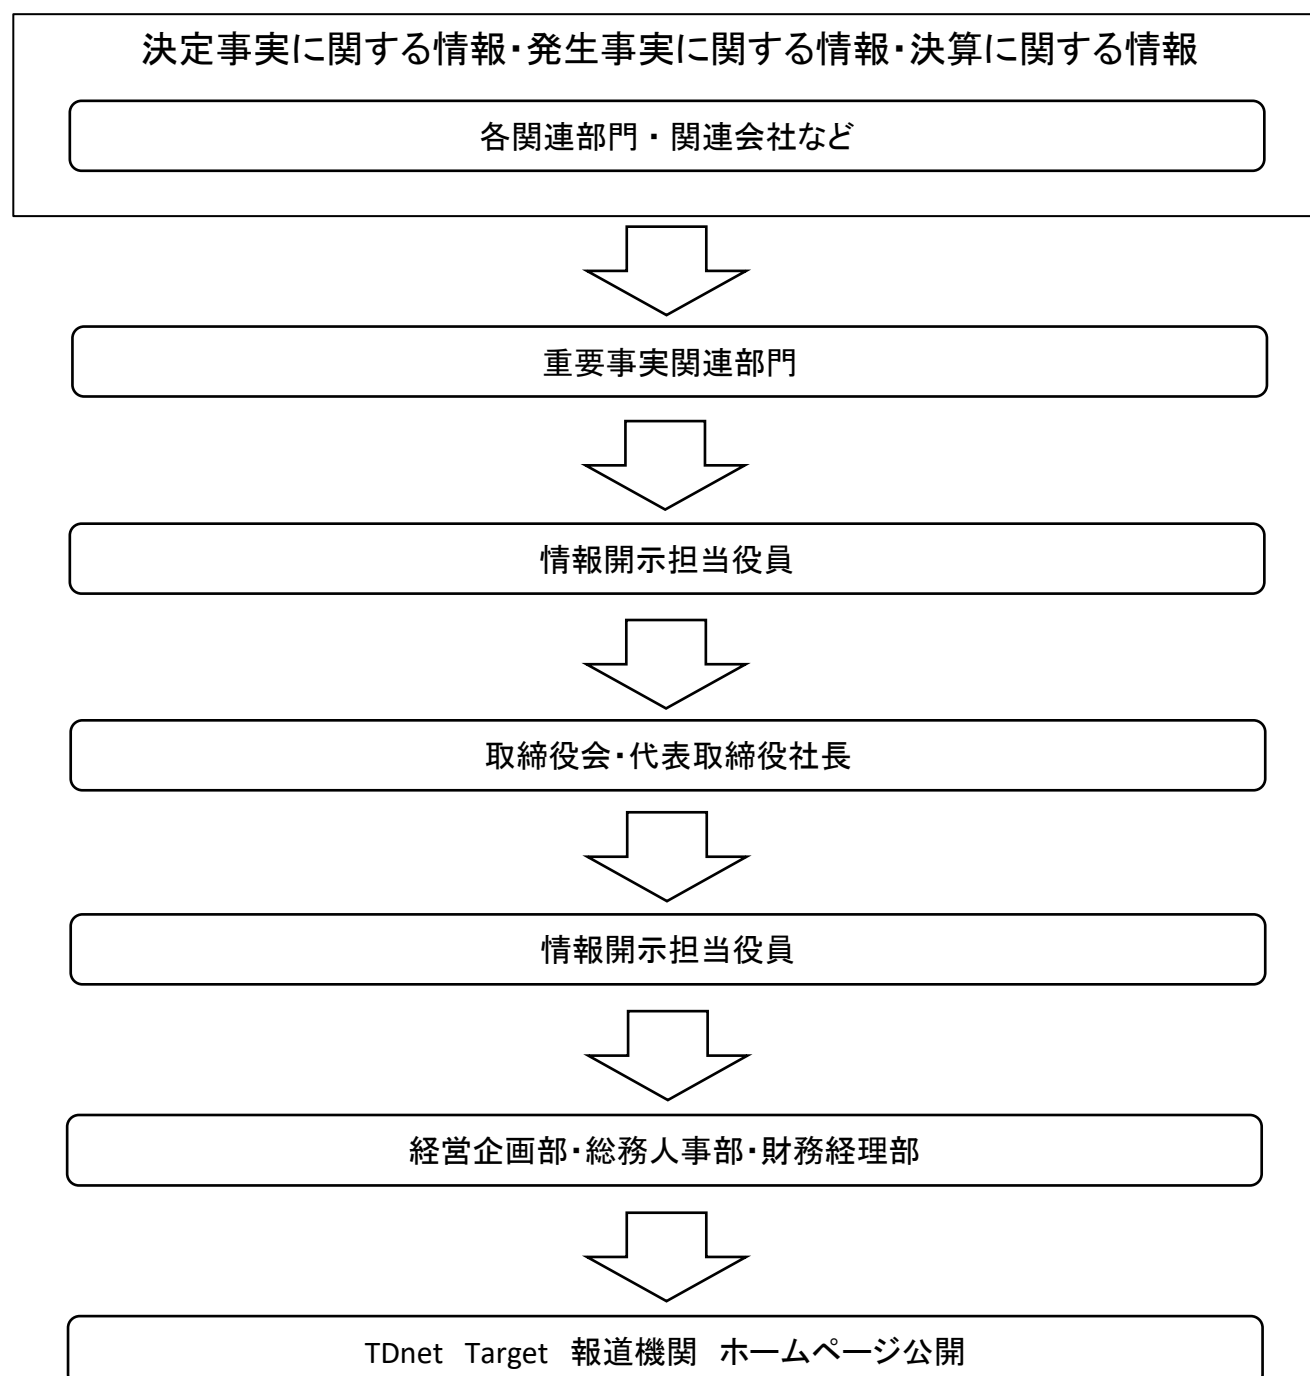 決定事実に関する情報・発生事実に関する情報・決算に関する情報
各関連部門・関連会社など
重要事実関連部門
情報開示担当役員
取締役会・代表取締役社長
情報開示担当役員
経営企画部・総務人事部・財務経理部
TDnet Target 報道機関 ホームページ公開